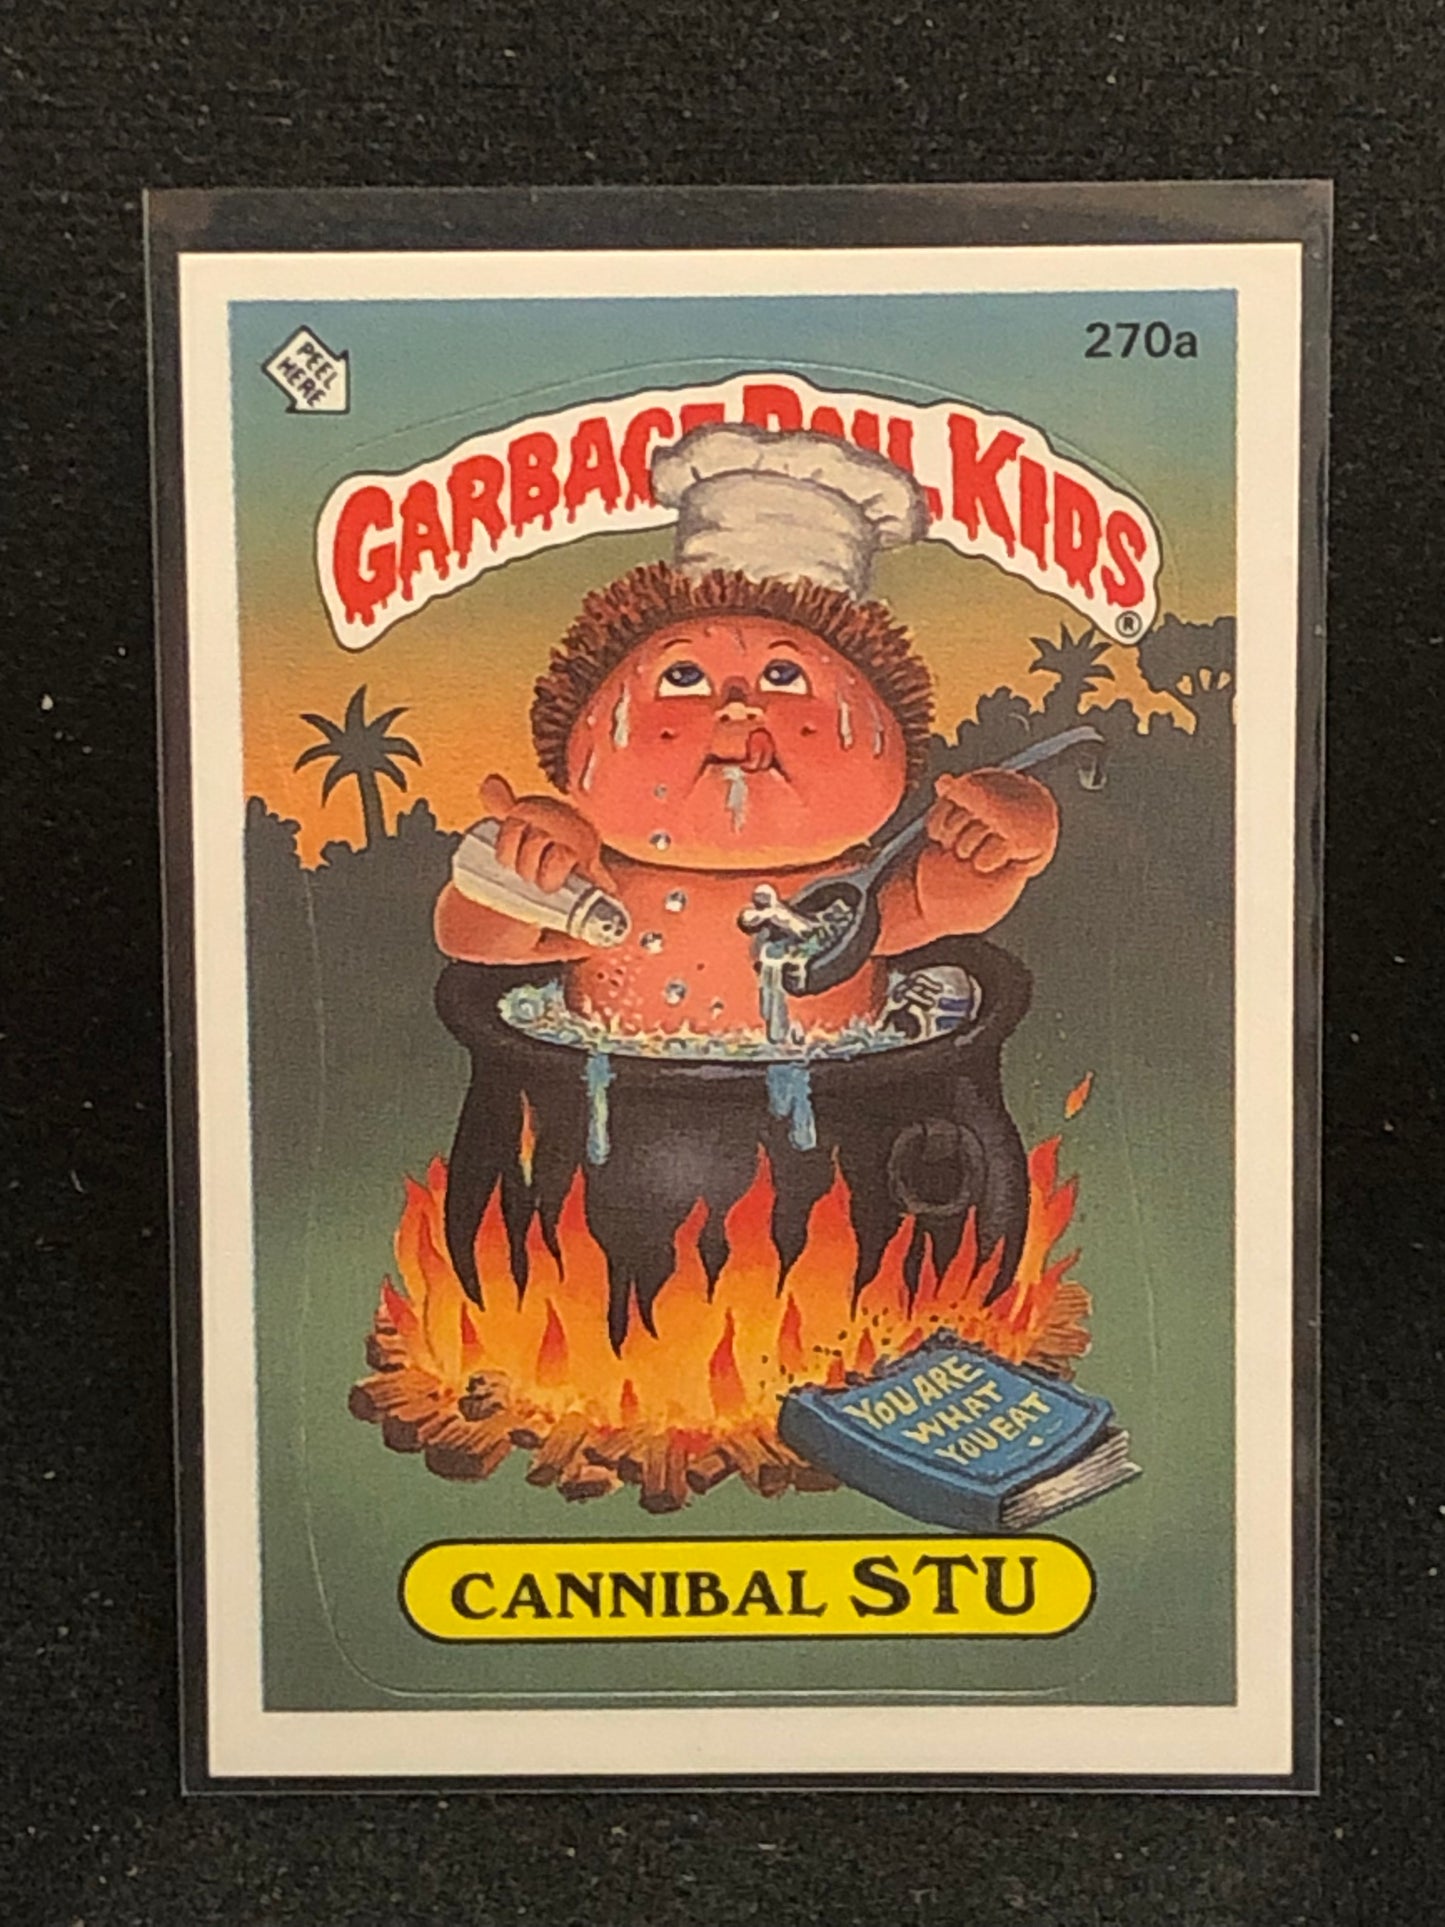 PEEL
HERE
270a
GARBAGE PAIL KIDS
®
YOU ARE
WHAT
YOU EAT
CANNIBAL STU